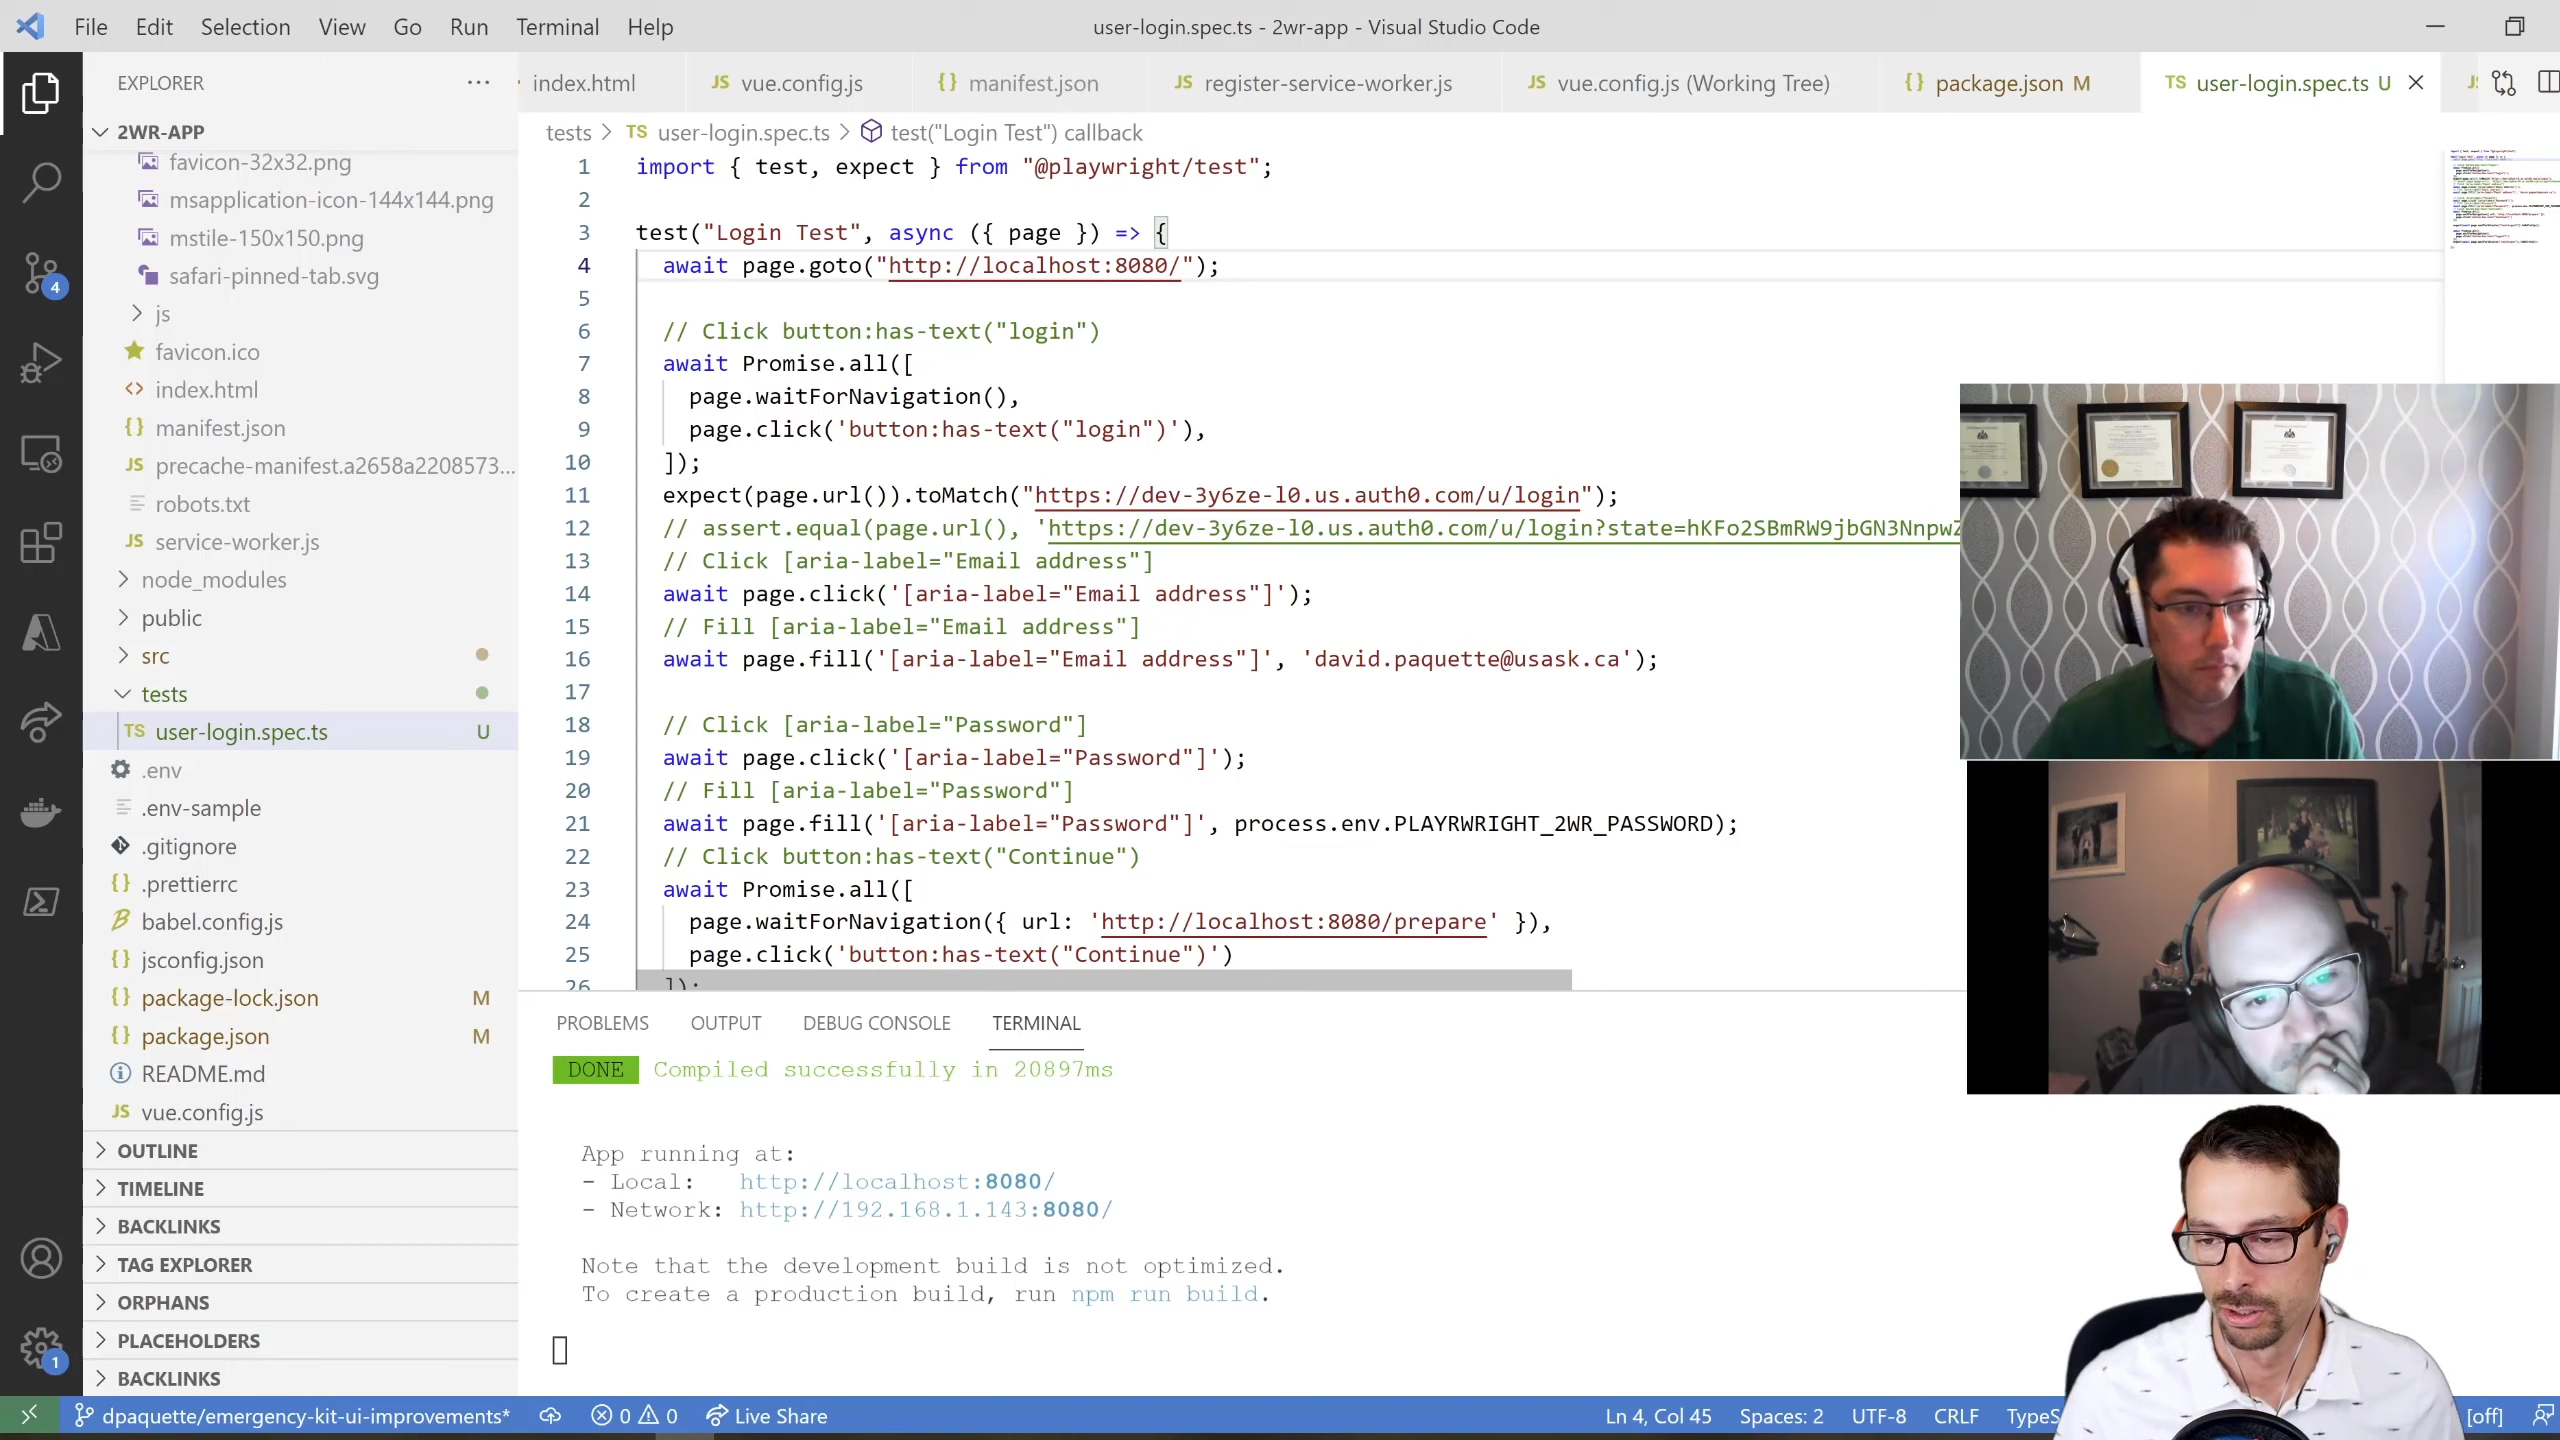 File Edit Selection View Go Run Terminal Help
user-login.spec.ts - 2wr-app - Visual Studio Code
EXPLORER
2WR-APP
favicon-32x32.png
msapplication-icon-144x144.png
mstile-150x150.png
safari-pinned-tab.svg
js
favicon.ico
<> index.html
{} manifest.json
JS precache-manifest.a2658a2208573...
robots.txt
JS service-worker.js
node_modules
public
src
tests
TS user-login.spec.ts U
.env
.env-sample
.gitignore
{} .prettierrc
babel.config.js
{} jsconfig.json
{} package-lock.json M
{} package.json M
README.md
JS vue.config.js
OUTLINE
TIMELINE
BACKLINKS
TAG EXPLORER
ORPHANS
PLACEHOLDERS
BACKLINKS
4
1
index.html JS vue.config.js {} manifest.json JS register-service-worker.js JS vue.config.js (Working Tree) {} package.json M TS user-login.spec.ts U
tests > TS user-login.spec.ts > test("Login Test") callback
1 import { test, expect } from "@playwright/test";
2
3 test("Login Test", async ({ page }) => {
4 await page.goto("http://localhost:8080/");
5
6 // Click button:has-text("login")
7 await Promise.all([
8 page.waitForNavigation(),
9 page.click('button:has-text("login")'),
10 ]);
11 expect(page.url()).toMatch("https://dev-3y6ze-l0.us.auth0.com/u/login");
12 // assert.equal(page.url(), 'https://dev-3y6ze-l0.us.auth0.com/u/login?state=hKFo2SBmRW9jbGN3NnpwZ
13 // Click [aria-label="Email address"]
14 await page.click('[aria-label="Email address"]');
15 // Fill [aria-label="Email address"]
16 await page.fill('[aria-label="Email address"]', 'david.paquette@usask.ca');
17
18 // Click [aria-label="Password"]
19 await page.click('[aria-label="Password"]');
20 // Fill [aria-label="Password"]
21 await page.fill('[aria-label="Password"]', process.env.PLAYRWRIGHT_2WR_PASSWORD);
22 // Click button:has-text("Continue")
23 await Promise.all([
24 page.waitForNavigation({ url: 'http://localhost:8080/prepare' }),
25 page.click('button:has-text("Continue")')
26 ]);
PROBLEMS OUTPUT DEBUG CONSOLE TERMINAL
DONE Compiled successfully in 20897ms
App running at:
- Local: http://localhost:8080/
- Network: http://192.168.1.143:8080/
Note that the development build is not optimized.
To create a production build, run npm run build.
dpaquette/emergency-kit-ui-improvements* 0 0 Live Share Ln 4, Col 45 Spaces: 2 UTF-8 CRLF TypeS [off]